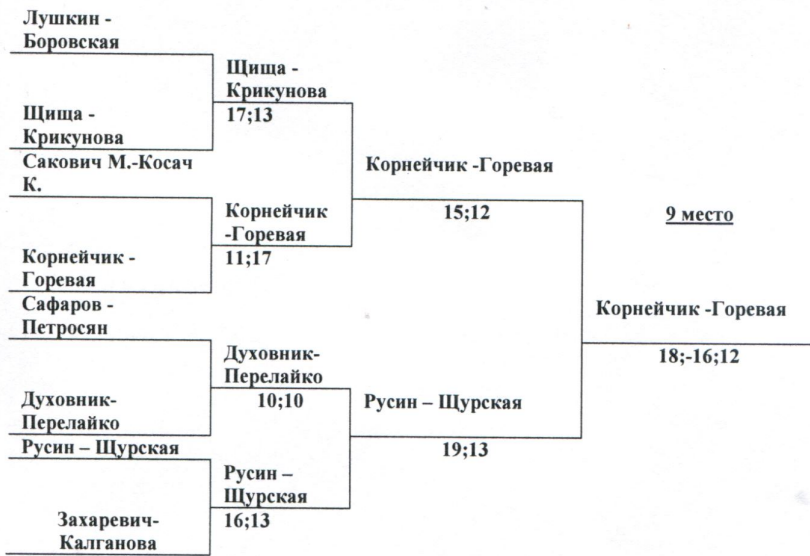 Лушкин -
Боровская
Щища -
Крикунова
17;13
Щища -
Крикунова
Сакович М.-Косач
К.
Корнейчик -Горевая
15;12
9 место
Корнейчик
-Горевая
11;17
Корнейчик -
Горевая
Сафаров -
Петросян
Корнейчик -Горевая
18;-16;12
Духовник-
Перелайко
10;10
Духовник-
Перелайко
Русин – Щурская
19;13
Русин – Щурская
Русин –
Щурская
16;13
Захаревич-
Калганова